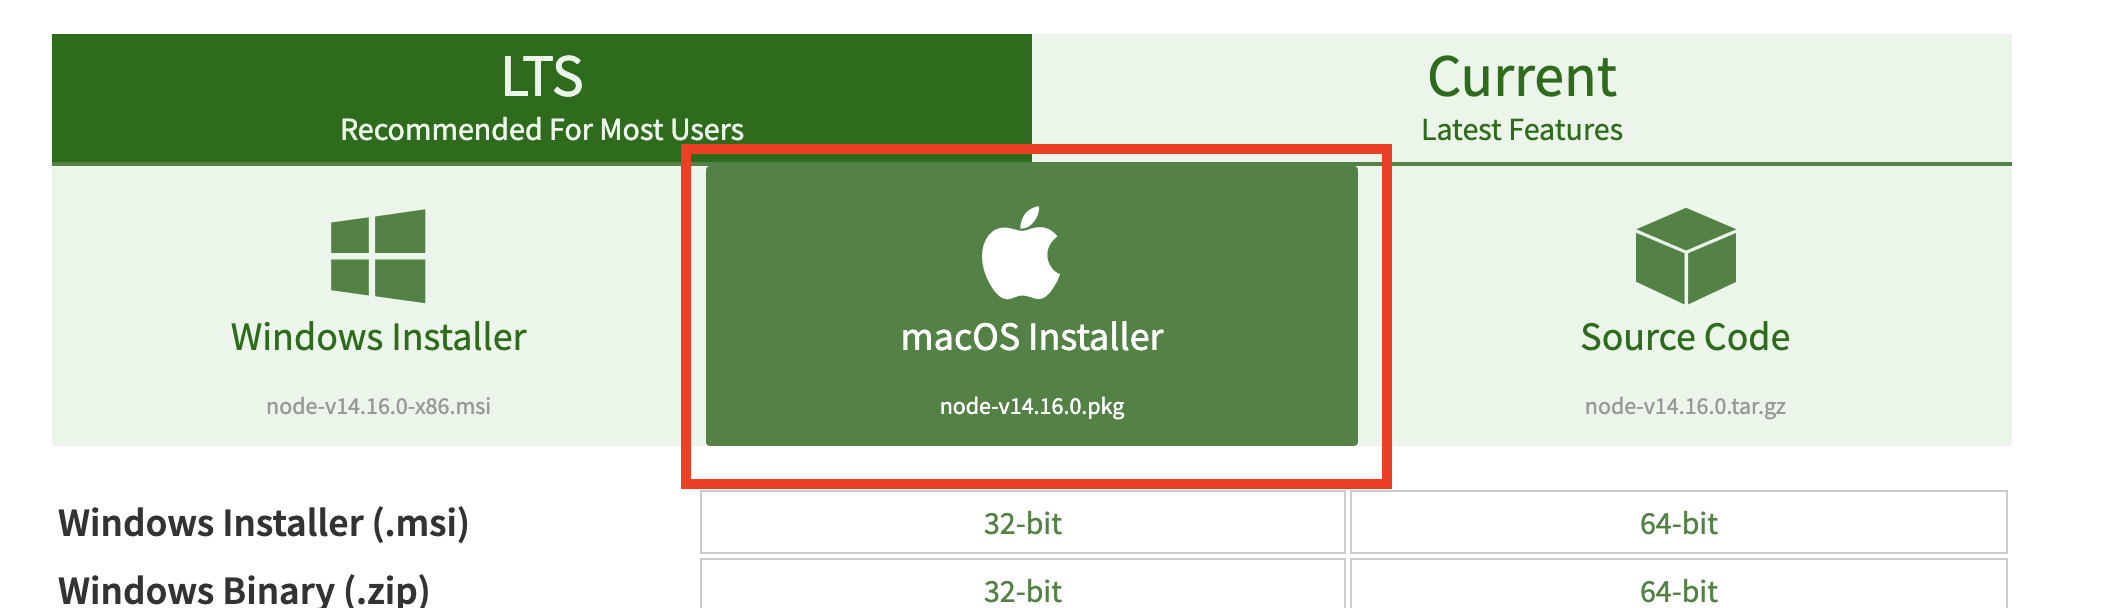 LTS
Recommended For Most Users
Current
Latest Features
Windows Installer
node-v14.16.0-x86.msi
macOS Installer
node-v14.16.0.pkg
Source Code
node-v14.16.0.tar.gz
Windows Installer (.msi)
32-bit
64-bit
Windows Binary (.zip)
32-bit
64-bit